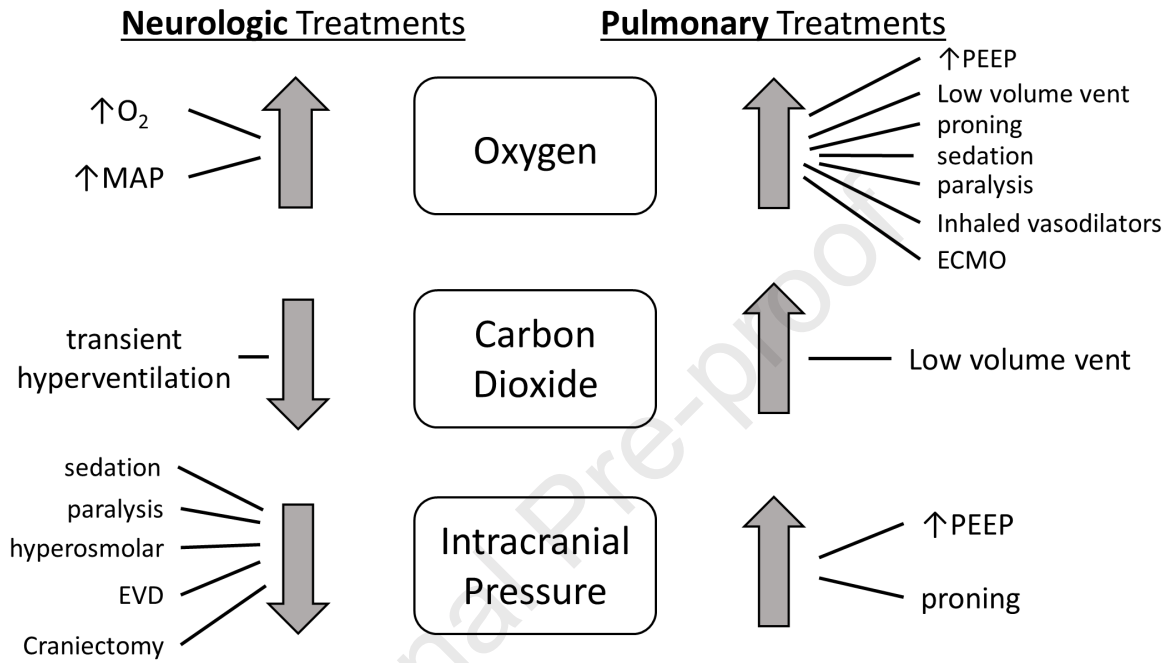 Neurologic Treatments
Pulmonary Treatments
↑O₂
↑MAP
Oxygen
↑PEEP
Low volume vent
proning
sedation
paralysis
Inhaled vasodilators
ECMO
transient
hyperventilation
Carbon
Dioxide
Low volume vent
sedation
paralysis
hyperosmolar
EVD
Craniectomy
Intracranial
Pressure
↑PEEP
proning
nal Pre-proof